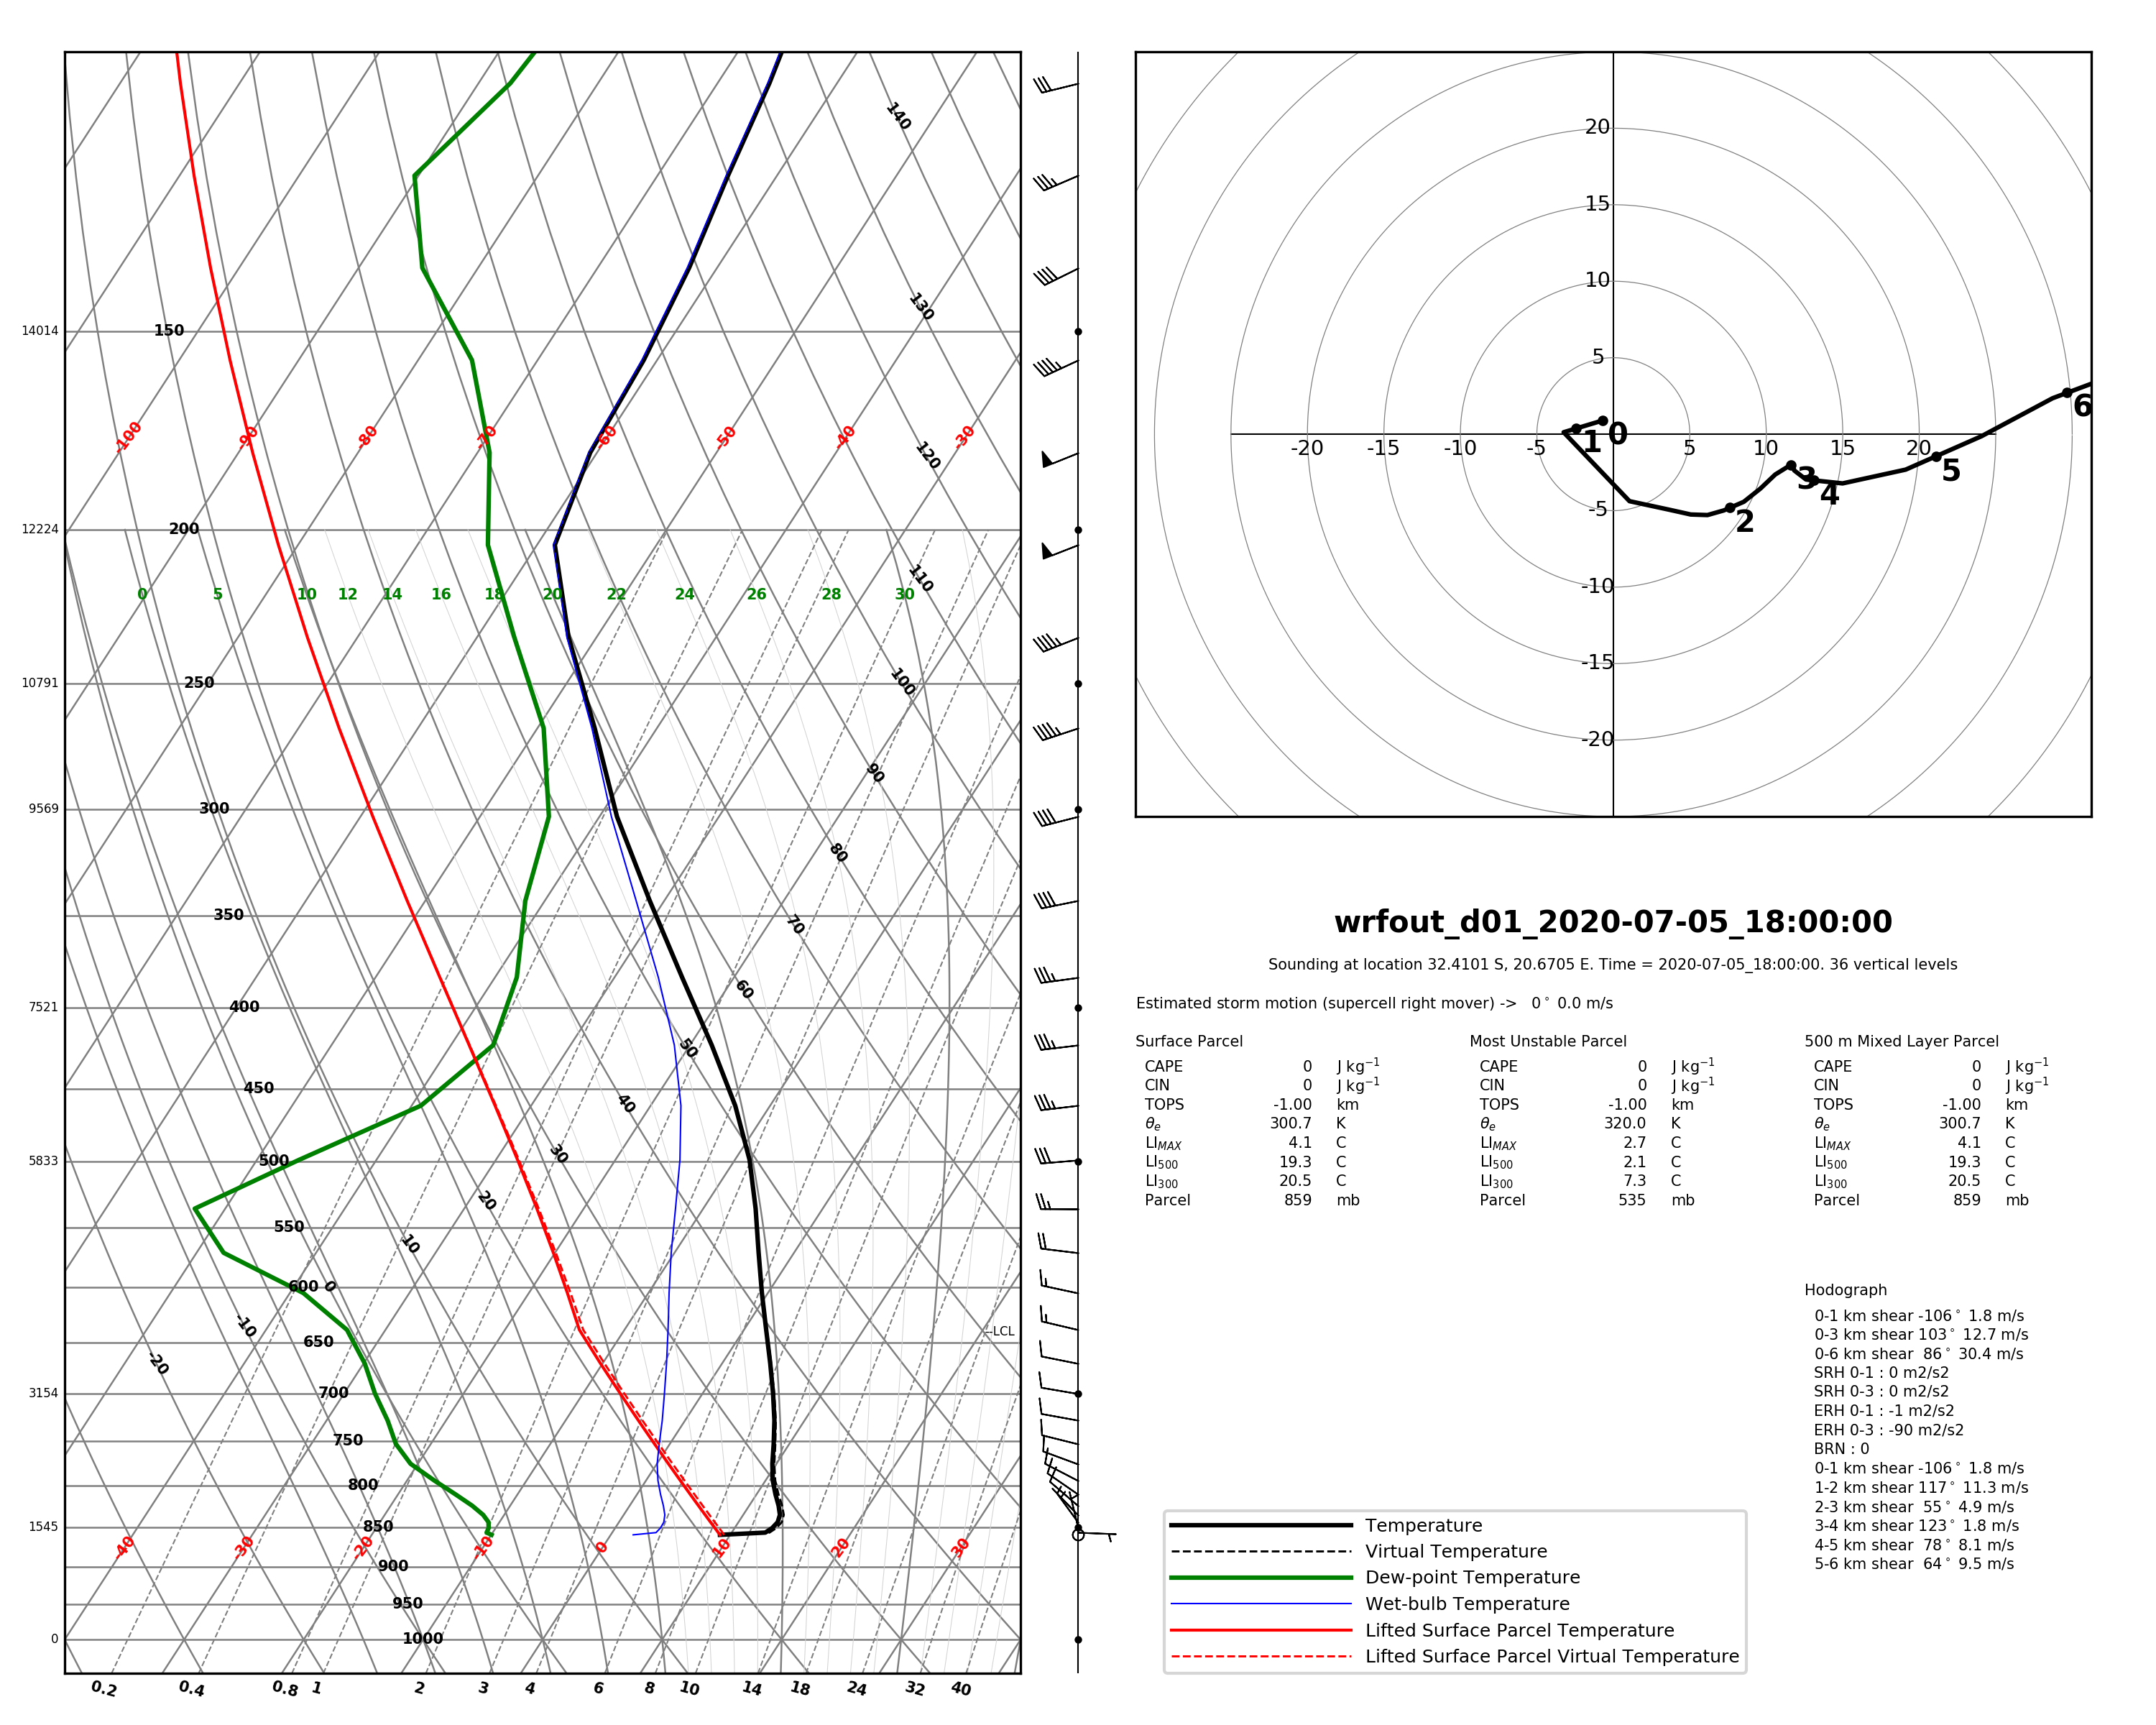 140
130
14014 150
-100 -90 -80 -70 -60 -50 -40 -30
120
12224 200
110
0 5 10 12 14 16 18 20 22 24 26 28 30
10791 250
100
90
9569 300
80
350
70
60
7521 400
50
450
40
5833 500
30
20
550
10
600 0
-10
650
--LCL
-20
3154 700
750
800
1545 850
-40 -30 -20 -10 0 10 20 30
900
950
0 1000
0.2 0.4 0.8 1 2 3 4 6 8 10 14 18 24 32 40
20
15
10
5
-5
-10
-15
-20
-20 -15 -10 -5 5 10 15 20
0 1 2 3 4 5 6
wrfout_d01_2020-07-05_18:00:00
Sounding at location 32.4101 S, 20.6705 E. Time = 2020-07-05_18:00:00. 36 vertical levels
Estimated storm motion (supercell right mover) -> 0° 0.0 m/s
Surface Parcel
CAPE 0 J kg⁻¹
CIN 0 J kg⁻¹
TOPS -1.00 km
θₑ 300.7 K
LI_MAX 4.1 C
LI₅₀₀ 19.3 C
LI₃₀₀ 20.5 C
Parcel 859 mb
Most Unstable Parcel
CAPE 0 J kg⁻¹
CIN 0 J kg⁻¹
TOPS -1.00 km
θₑ 320.0 K
LI_MAX 2.7 C
LI₅₀₀ 2.1 C
LI₃₀₀ 7.3 C
Parcel 535 mb
500 m Mixed Layer Parcel
CAPE 0 J kg⁻¹
CIN 0 J kg⁻¹
TOPS -1.00 km
θₑ 300.7 K
LI_MAX 4.1 C
LI₅₀₀ 19.3 C
LI₃₀₀ 20.5 C
Parcel 859 mb
Hodograph
0-1 km shear -106° 1.8 m/s
0-3 km shear 103° 12.7 m/s
0-6 km shear 86° 30.4 m/s
SRH 0-1 : 0 m2/s2
SRH 0-3 : 0 m2/s2
ERH 0-1 : -1 m2/s2
ERH 0-3 : -90 m2/s2
BRN : 0
0-1 km shear -106° 1.8 m/s
1-2 km shear 117° 11.3 m/s
2-3 km shear 55° 4.9 m/s
3-4 km shear 123° 1.8 m/s
4-5 km shear 78° 8.1 m/s
5-6 km shear 64° 9.5 m/s
Temperature
Virtual Temperature
Dew-point Temperature
Wet-bulb Temperature
Lifted Surface Parcel Temperature
Lifted Surface Parcel Virtual Temperature